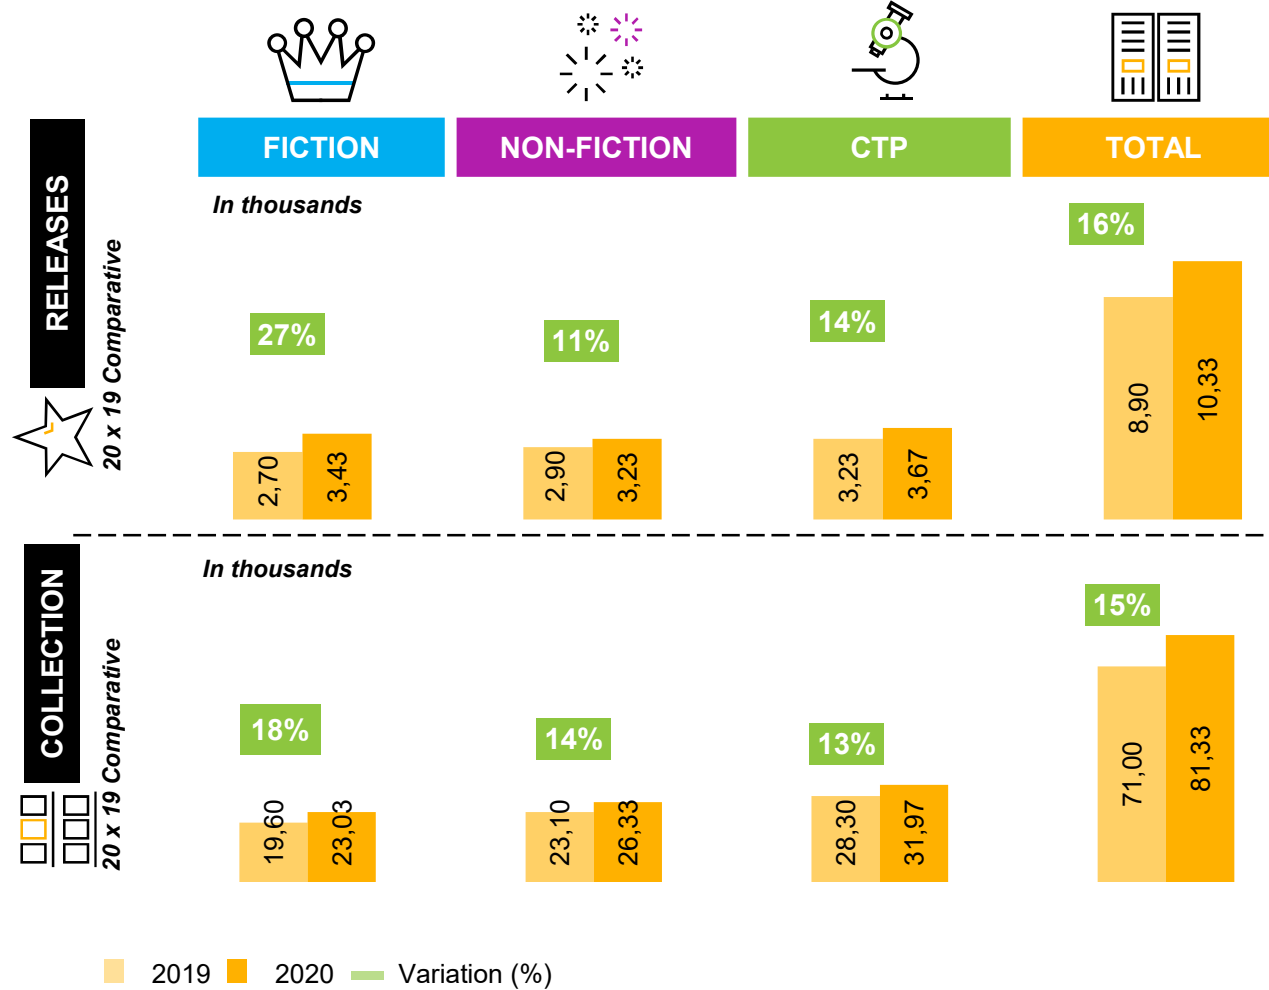 FICTION
NON-FICTION
CTP
TOTAL
RELEASES
20 x 19 Comparative
In thousands
27%
11%
14%
16%
2,70
3,43
2,90
3,23
3,23
3,67
8,90
10,33
COLLECTION
20 x 19 Comparative
In thousands
18%
14%
13%
15%
19,60
23,03
23,10
26,33
28,30
31,97
71,00
81,33
2019
2020
Variation (%)